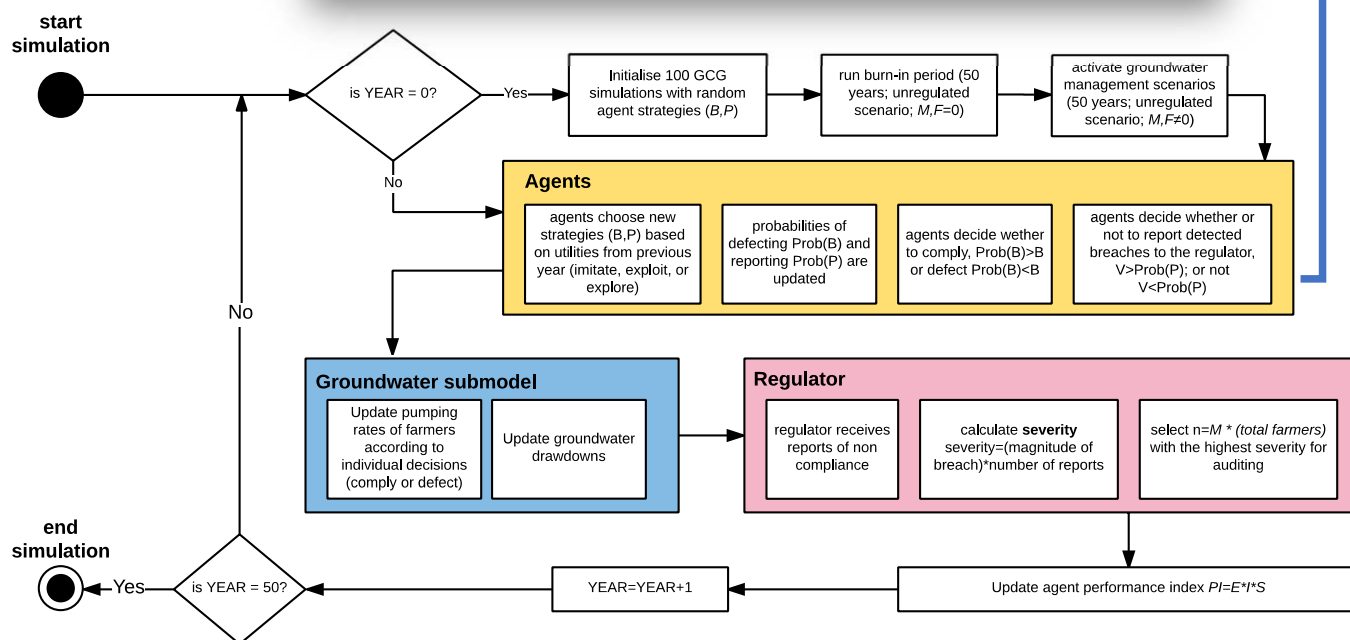 start
simulation
is YEAR = 0?
Yes
Initialise 100 GCG
simulations with random
agent strategies (B,P)
run burn-in period (50
years; unregulated
scenario; M,F=0)
activate groundwater
management scenarios
(50 years; unregulated
scenario; M,F≠0)
No
Agents
agents choose new
strategies (B,P) based
on utilities from previous
year (imitate, exploit, or
explore)
probabilities of
defecting Prob(B) and
reporting Prob(P) are
updated
agents decide wether
to comply, Prob(B)>B
or defect Prob(B)<B
agents decide whether or
not to report detected
breaches to the regulator,
V>Prob(P); or not
V<Prob(P)
No
Groundwater submodel
Update pumping
rates of farmers
according to
individual decisions
(comply or defect)
Update groundwater
drawdowns
Regulator
regulator receives
reports of non
compliance
calculate severity
severity=(magnitude of
breach)*number of reports
select n=M * (total farmers)
with the highest severity for
auditing
Update agent performance index PI=E*I*S
YEAR=YEAR+1
is YEAR = 50?
Yes
end
simulation